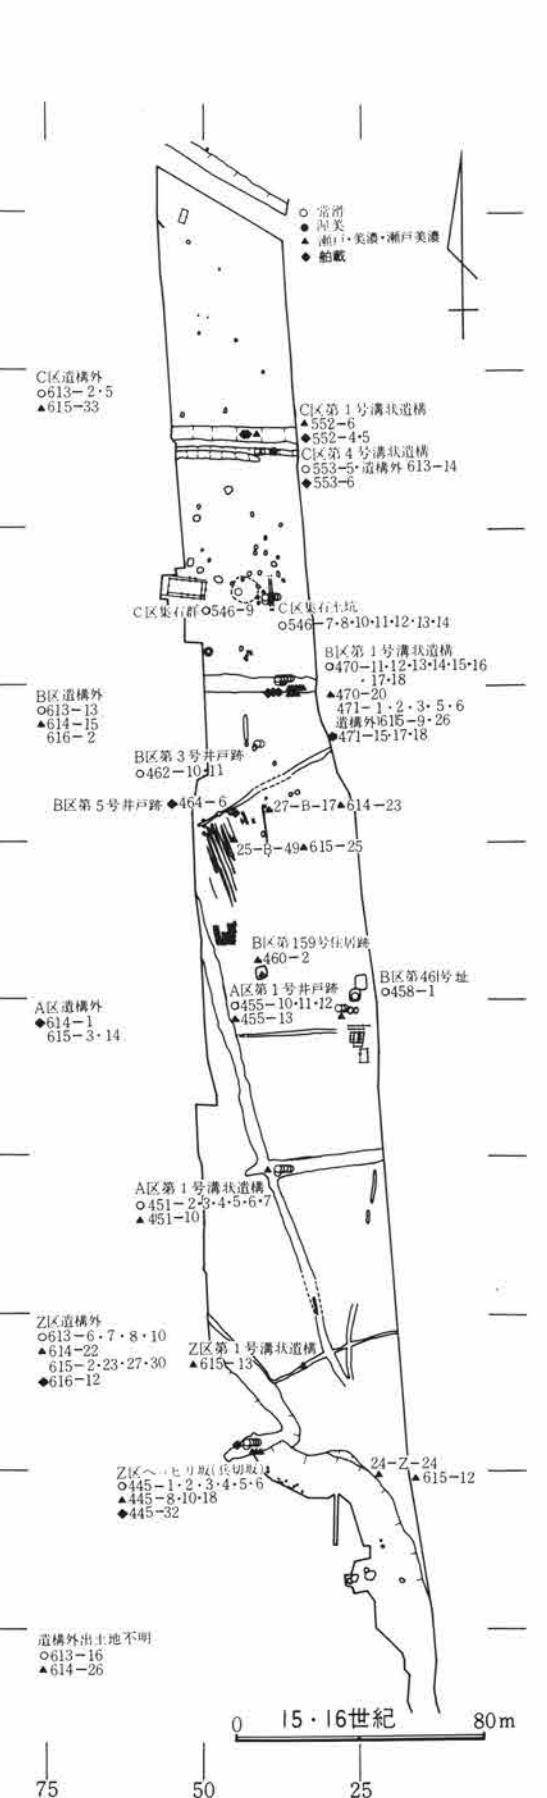 ○ 常滑
● 渥美
▲ 瀬戸・美濃・瀬戸美濃
◆ 舶載
C区遺構外
○613－2・5
▲615－33
C区第1号溝状遺構
▲552－6
◆552－4・5
C区第4号溝状遺構
○553－5・遺構外 613－14
◆553－6
C区集石群○546－9
C区集石土坑
○546－7・8・10・11・12・13・14
B区第1号溝状遺構
○470－11・12・13・14・15・16
・17・18
▲470－20
471－1・2・3・5・6
遺構外615－9・26
◆471－15・17・18
B区遺構外
○613－13
▲614－15
616－2
B区第3号井戸跡
○462－10・11
B区第5号井戸跡 ◆464－6
27－B－17▲614－23
25－B－49▲615－25
B区第159号住居跡
▲460－2
B区第461号址
○458－1
A区第1号井戸跡
○455－10・11・12
▲455－13
A区遺構外
◆614－1
615－3・14
A区第1号溝状遺構
○451－2・3・4・5・6・7
▲451－10
Z区遺構外
○613－6・7・8・10
▲614－22
615－2・23・27・30
◆616－12
Z区第1号溝状遺構
▲615－13
24－Z－24
▲615－12
○445－1・2・3・4・5・6
▲445－8・10・18
◆445－32
遺構外出土地不明
○613－16
▲614－26
0 15・16世紀 80m
75 50 25